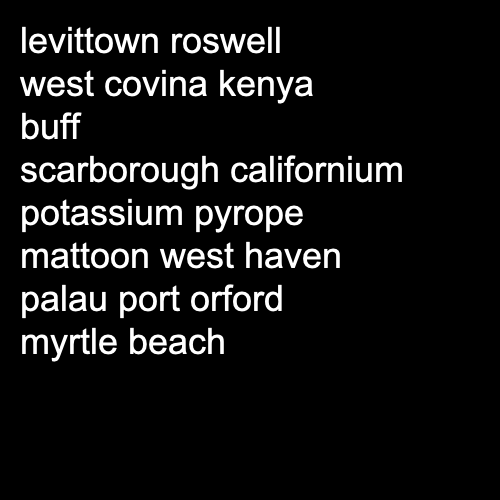 levittown roswell
west covina kenya
buff
scarborough californium
potassium pyrope
mattoon west haven
palau port orford
myrtle beach